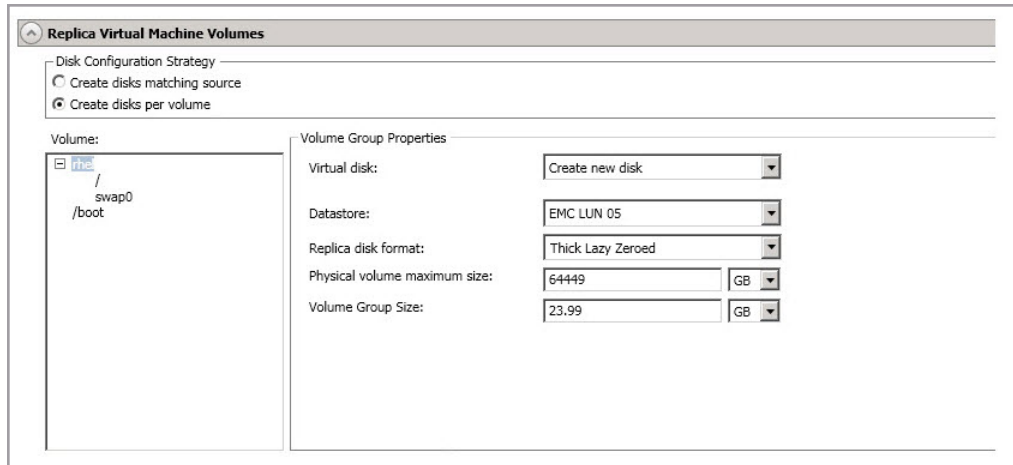 Replica Virtual Machine Volumes
Disk Configuration Strategy
Create disks matching source
Create disks per volume
Volume:
rhel
/
swap0
/boot
Volume Group Properties
Virtual disk: Create new disk
Datastore: EMC LUN 05
Replica disk format: Thick Lazy Zeroed
Physical volume maximum size: 64449 GB
Volume Group Size: 23.99 GB